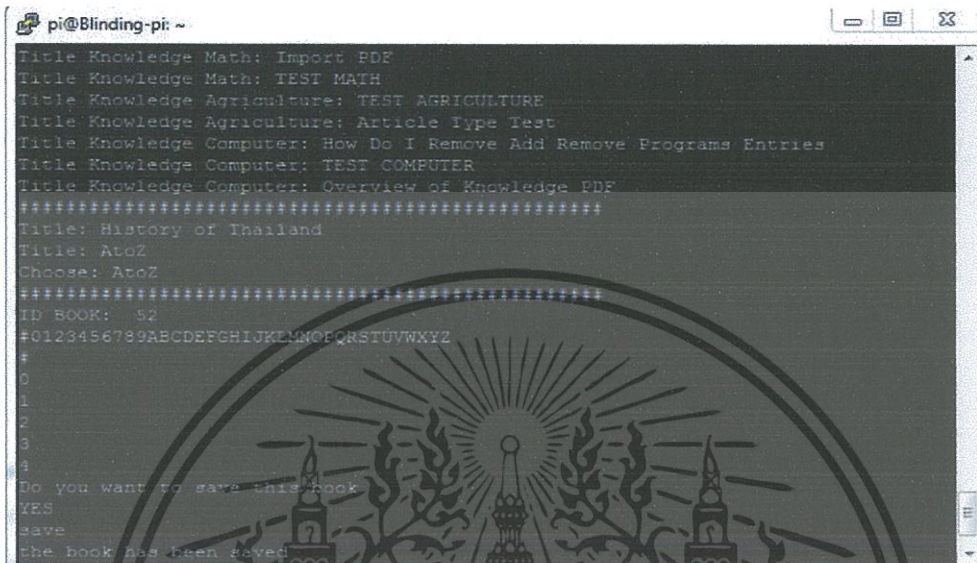 pi@Blinding-pi: ~
Title Knowledge Math: Import PDF
Title Knowledge Math: TEST MATH
Title Knowledge Agriculture: TEST AGRICULTURE
Title Knowledge Agriculture: Article Type Test
Title Knowledge Computer: How Do I Remove Add Remove Programs Entries
Title Knowledge Computer: TEST COMPUTER
Title Knowledge Computer: Overview of Knowledge PDF
##################################################
Title: History of Thailand
Title: AtoZ
Choose: AtoZ
##################################################
ID BOOK: 52
#0123456789ABCDEFGHIJKLMNOPQRSTUVWXYZ
#
0
1
2
3
4
Do you want to save this book
YES
save
the book has been saved